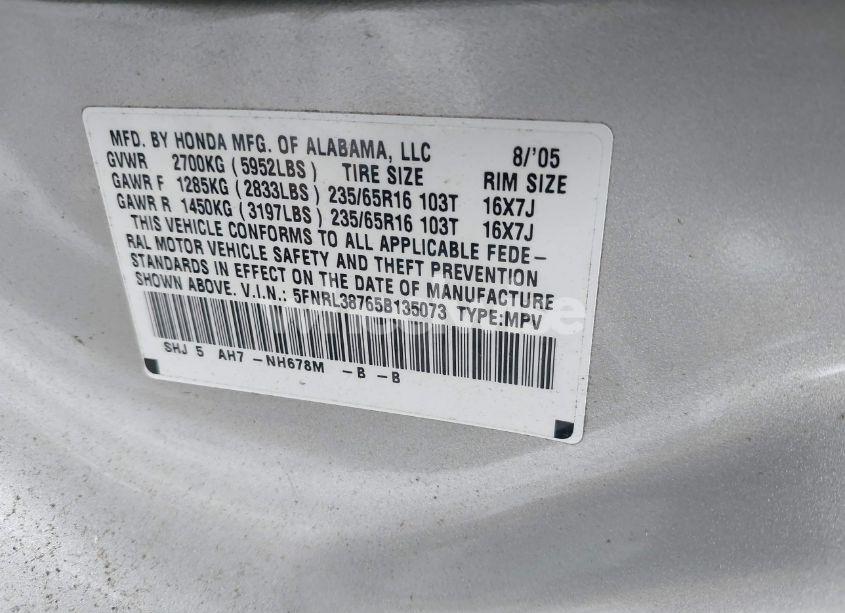 MFD. BY HONDA MFG. OF ALABAMA, LLC 8/'05
GVWR 2700KG (5952LBS) TIRE SIZE RIM SIZE
GAWR F 1285KG (2833LBS) 235/65R16 103T 16X7J
GAWR R 1450KG (3197LBS) 235/65R16 103T 16X7J
THIS VEHICLE CONFORMS TO ALL APPLICABLE FEDE-
RAL MOTOR VEHICLE SAFETY AND THEFT PREVENTION
STANDARDS IN EFFECT ON THE DATE OF MANUFACTURE
SHOWN ABOVE. V.I.N.: 5FNRL38765B135073 TYPE:MPV
SHJ 5 AH7 -NH678M -B -B